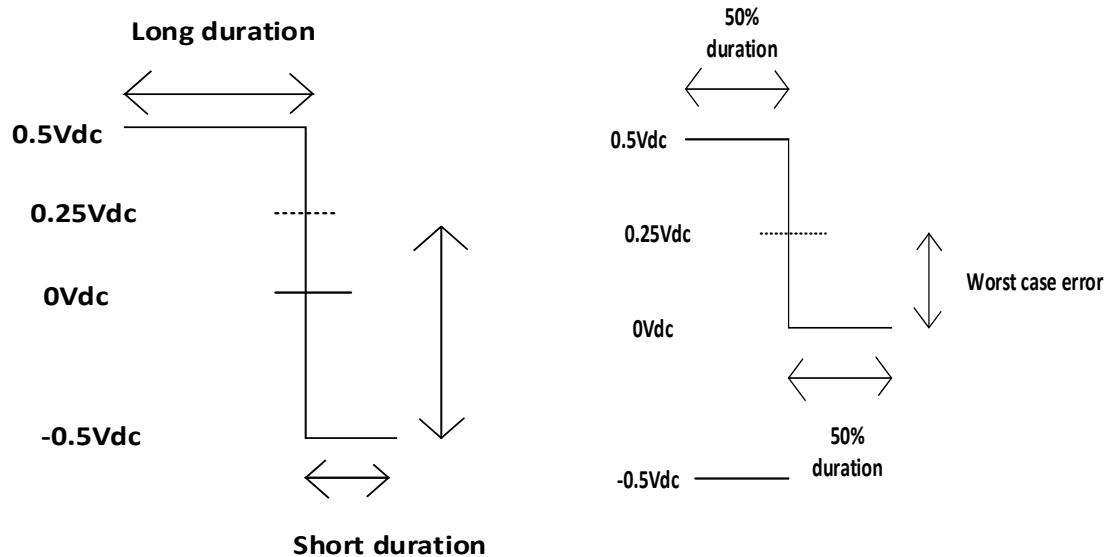 Long duration
0.5Vdc
0.25Vdc
0Vdc
-0.5Vdc
Short duration
50%
duration
0.5Vdc
0.25Vdc
Worst case error
0Vdc
50%
duration
-0.5Vdc